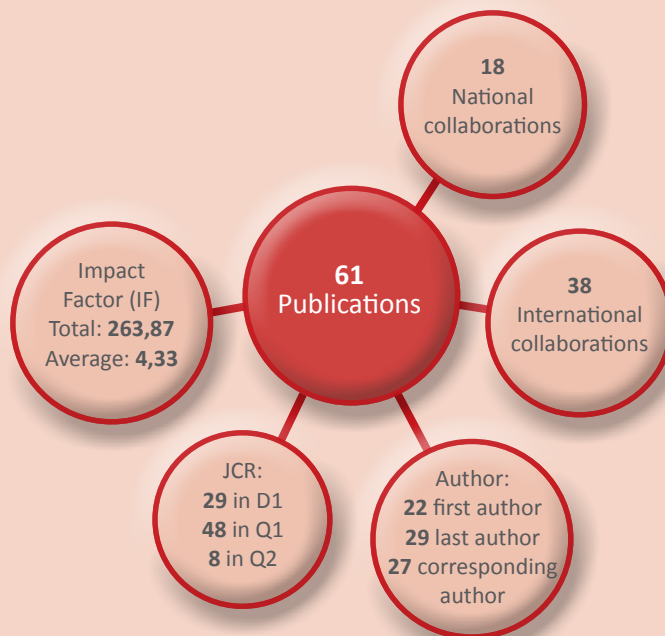 18
National
collaborations
61
Publications
Impact
Factor (IF)
Total: 263,87
Average: 4,33
38
International
collaborations
JCR:
29 in D1
48 in Q1
8 in Q2
Author:
22 first author
29 last author
27 corresponding
author